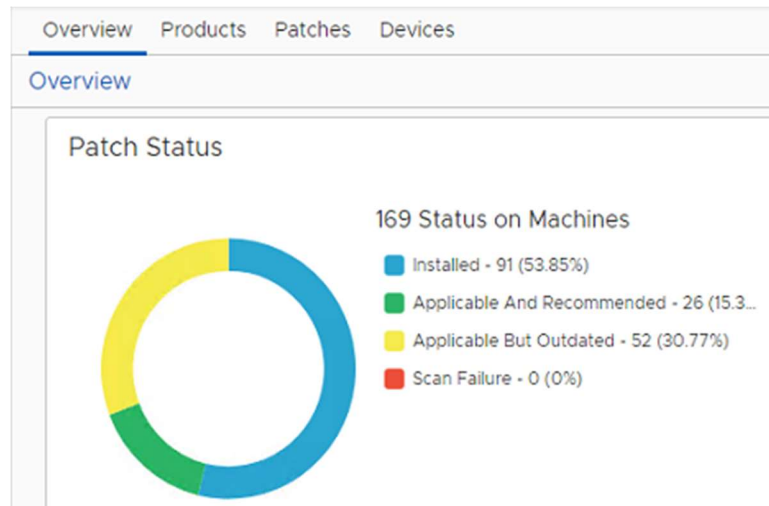 Overview Products Patches Devices
Overview
Patch Status
169 Status on Machines
Installed - 91 (53.85%)
Applicable And Recommended - 26 (15.3...
Applicable But Outdated - 52 (30.77%)
Scan Failure - 0 (0%)